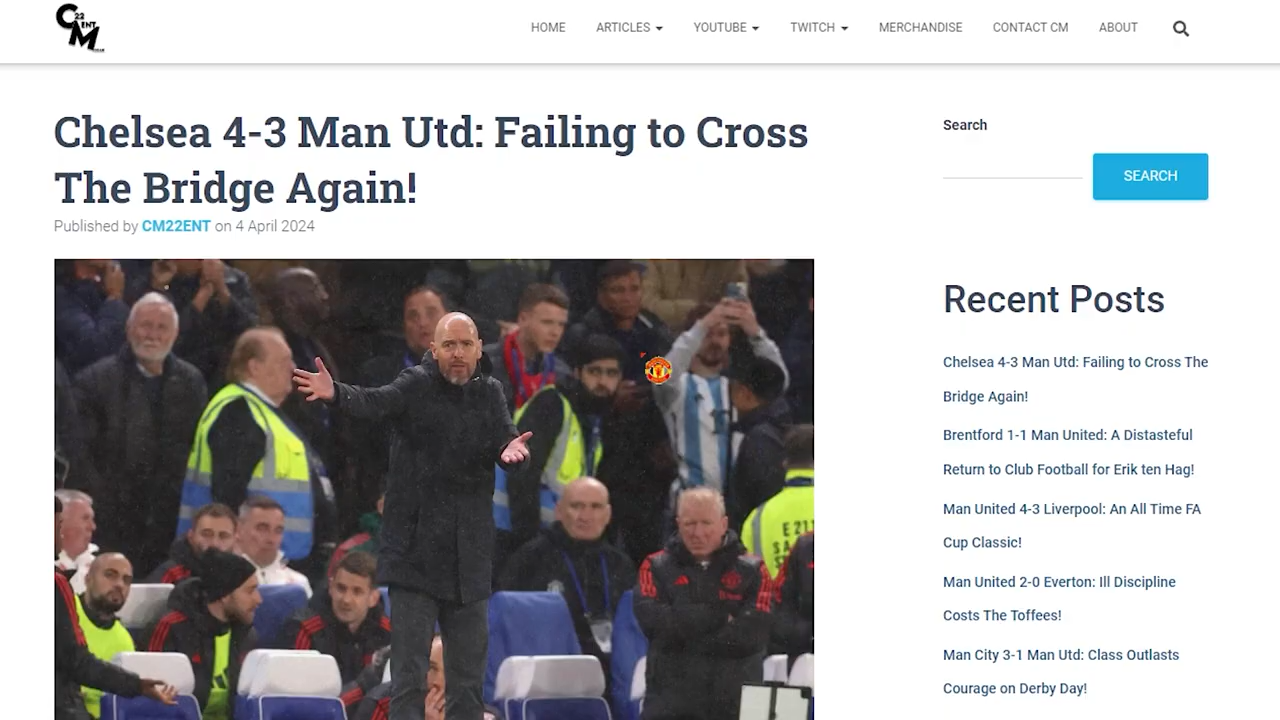 C22
ENT
M
HOME ARTICLES YOUTUBE TWITCH MERCHANDISE CONTACT CM ABOUT
Chelsea 4-3 Man Utd: Failing to Cross
The Bridge Again!
Published by CM22ENT on 4 April 2024
E 211
Search
SEARCH
Recent Posts
Chelsea 4-3 Man Utd: Failing to Cross The
Bridge Again!
Brentford 1-1 Man United: A Distasteful
Return to Club Football for Erik ten Hag!
Man United 4-3 Liverpool: An All Time FA
Cup Classic!
Man United 2-0 Everton: Ill Discipline
Costs The Toffees!
Man City 3-1 Man Utd: Class Outlasts
Courage on Derby Day!